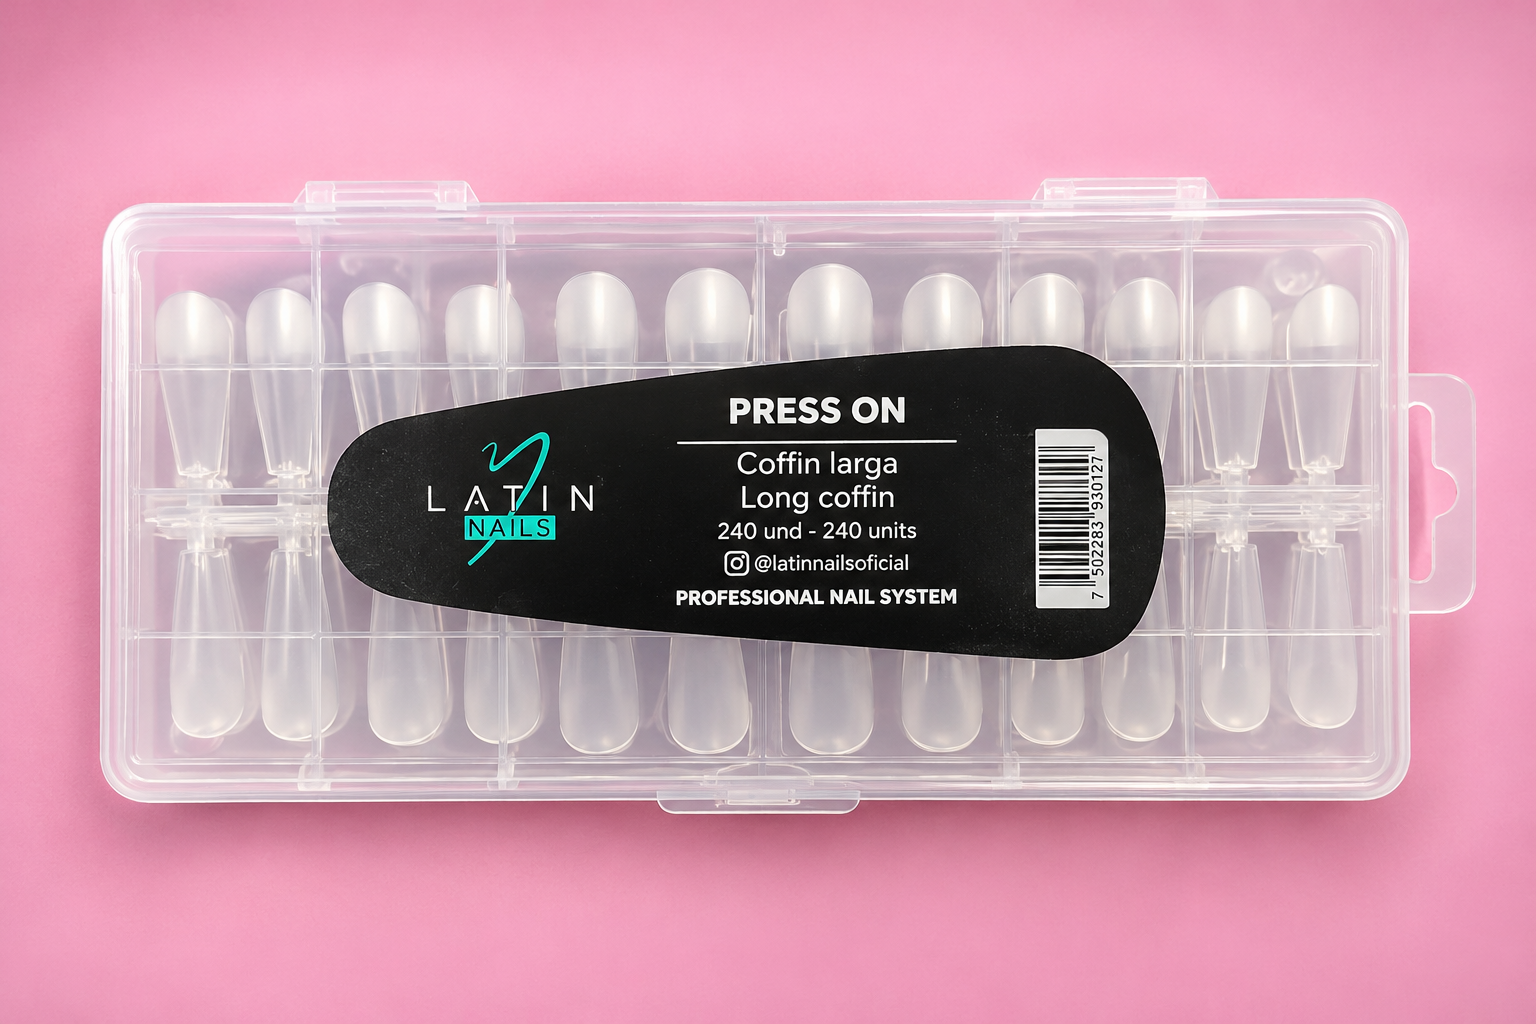 LATIN
NAILS
PRESS ON
Coffin larga
Long coffin
240 und - 240 units
@latinnailsoficial
PROFESSIONAL NAIL SYSTEM
7 502283 930127